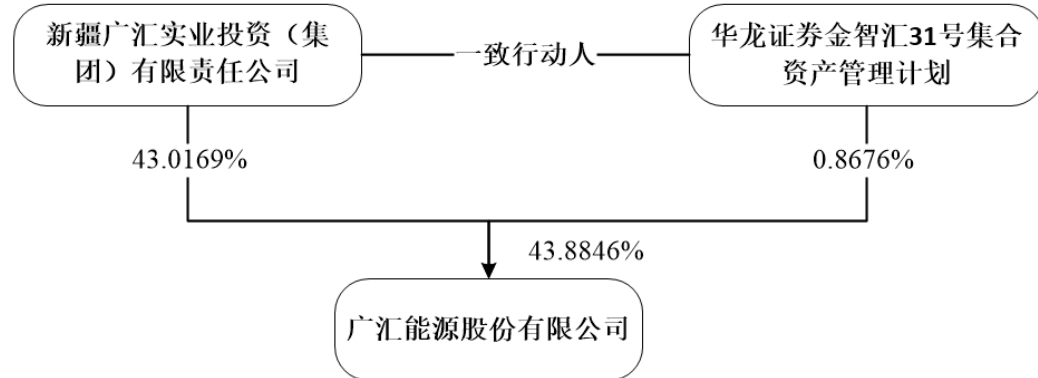 新疆广汇实业投资（集
团）有限责任公司
一致行动人
华龙证券金智汇31号集合
资产管理计划
43.0169%
0.8676%
43.8846%
广汇能源股份有限公司